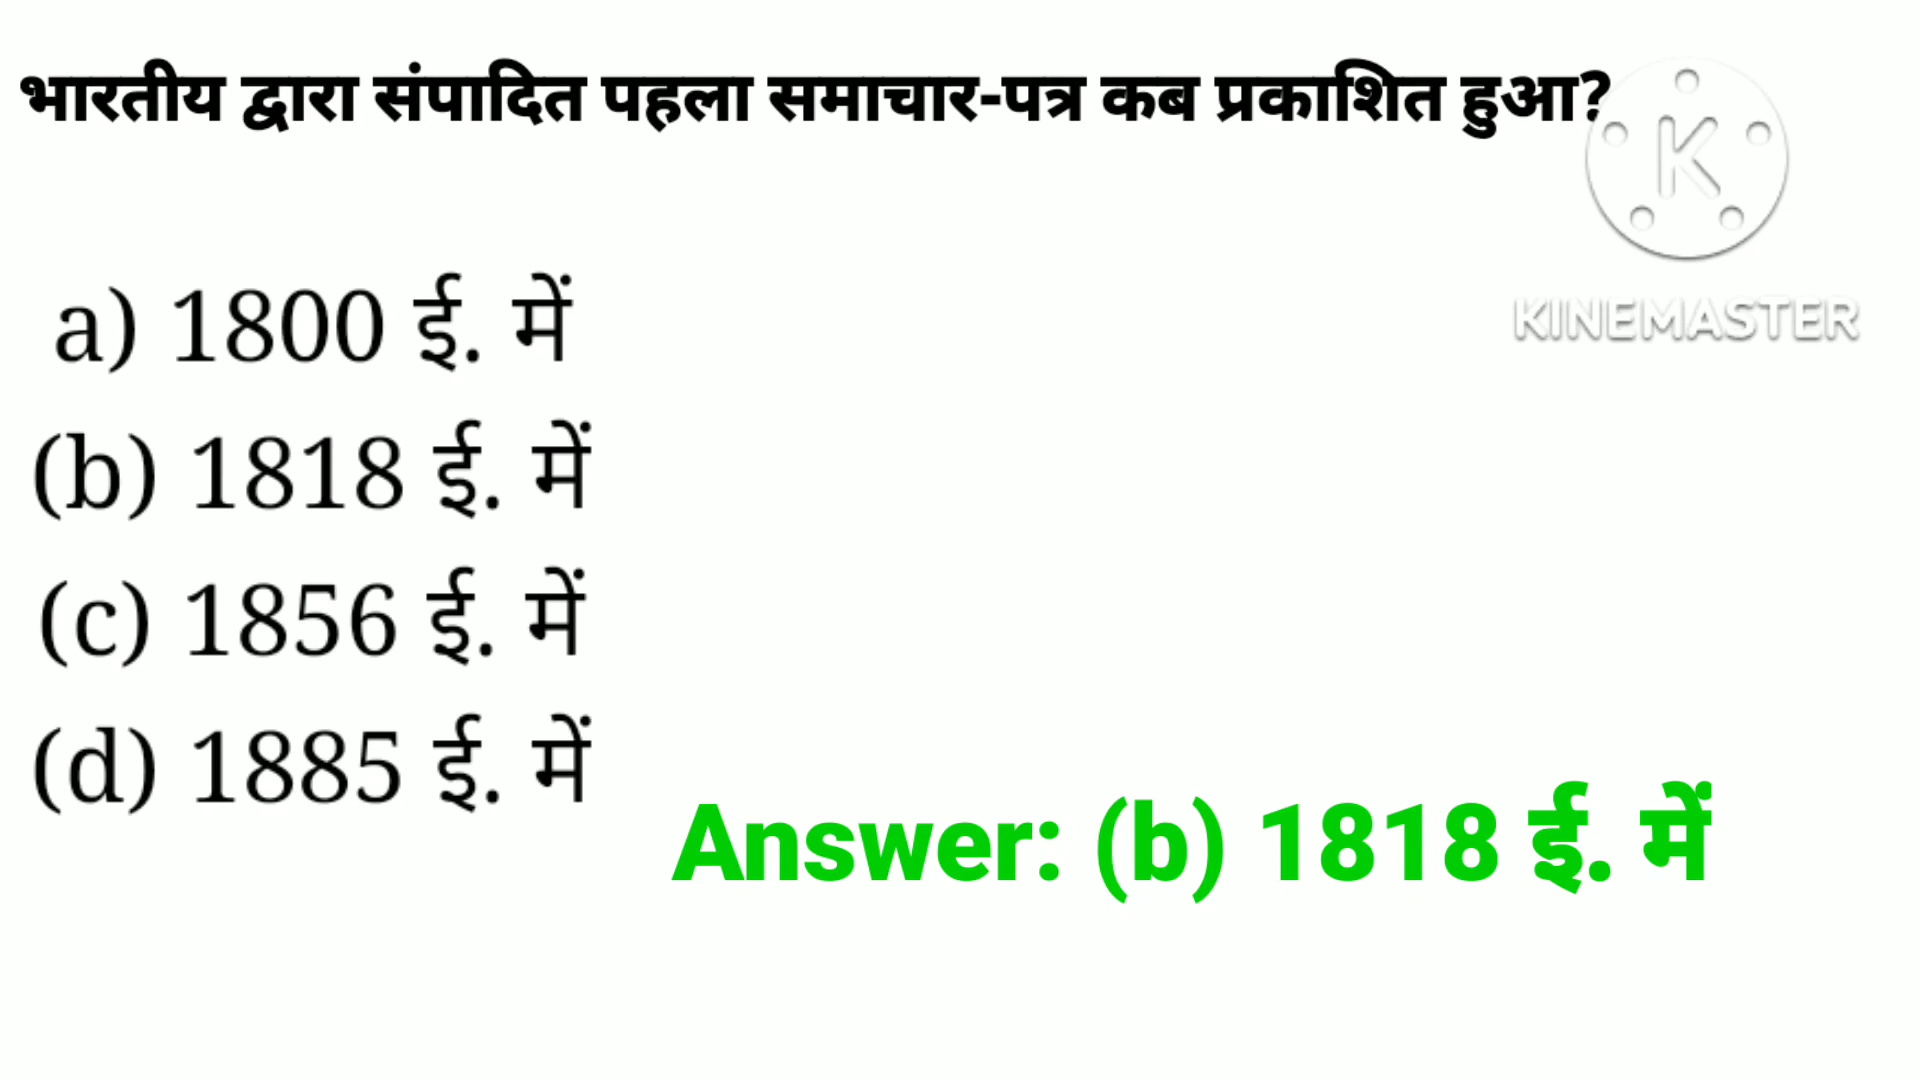 भारतीय द्वारा संपादित पहला समाचार-पत्र कब प्रकाशित हुआ?
K
KINEMASTER
a) 1800 ई. में
(b) 1818 ई. में
(c) 1856 ई. में
(d) 1885 ई. में
Answer: (b) 1818 ई. में